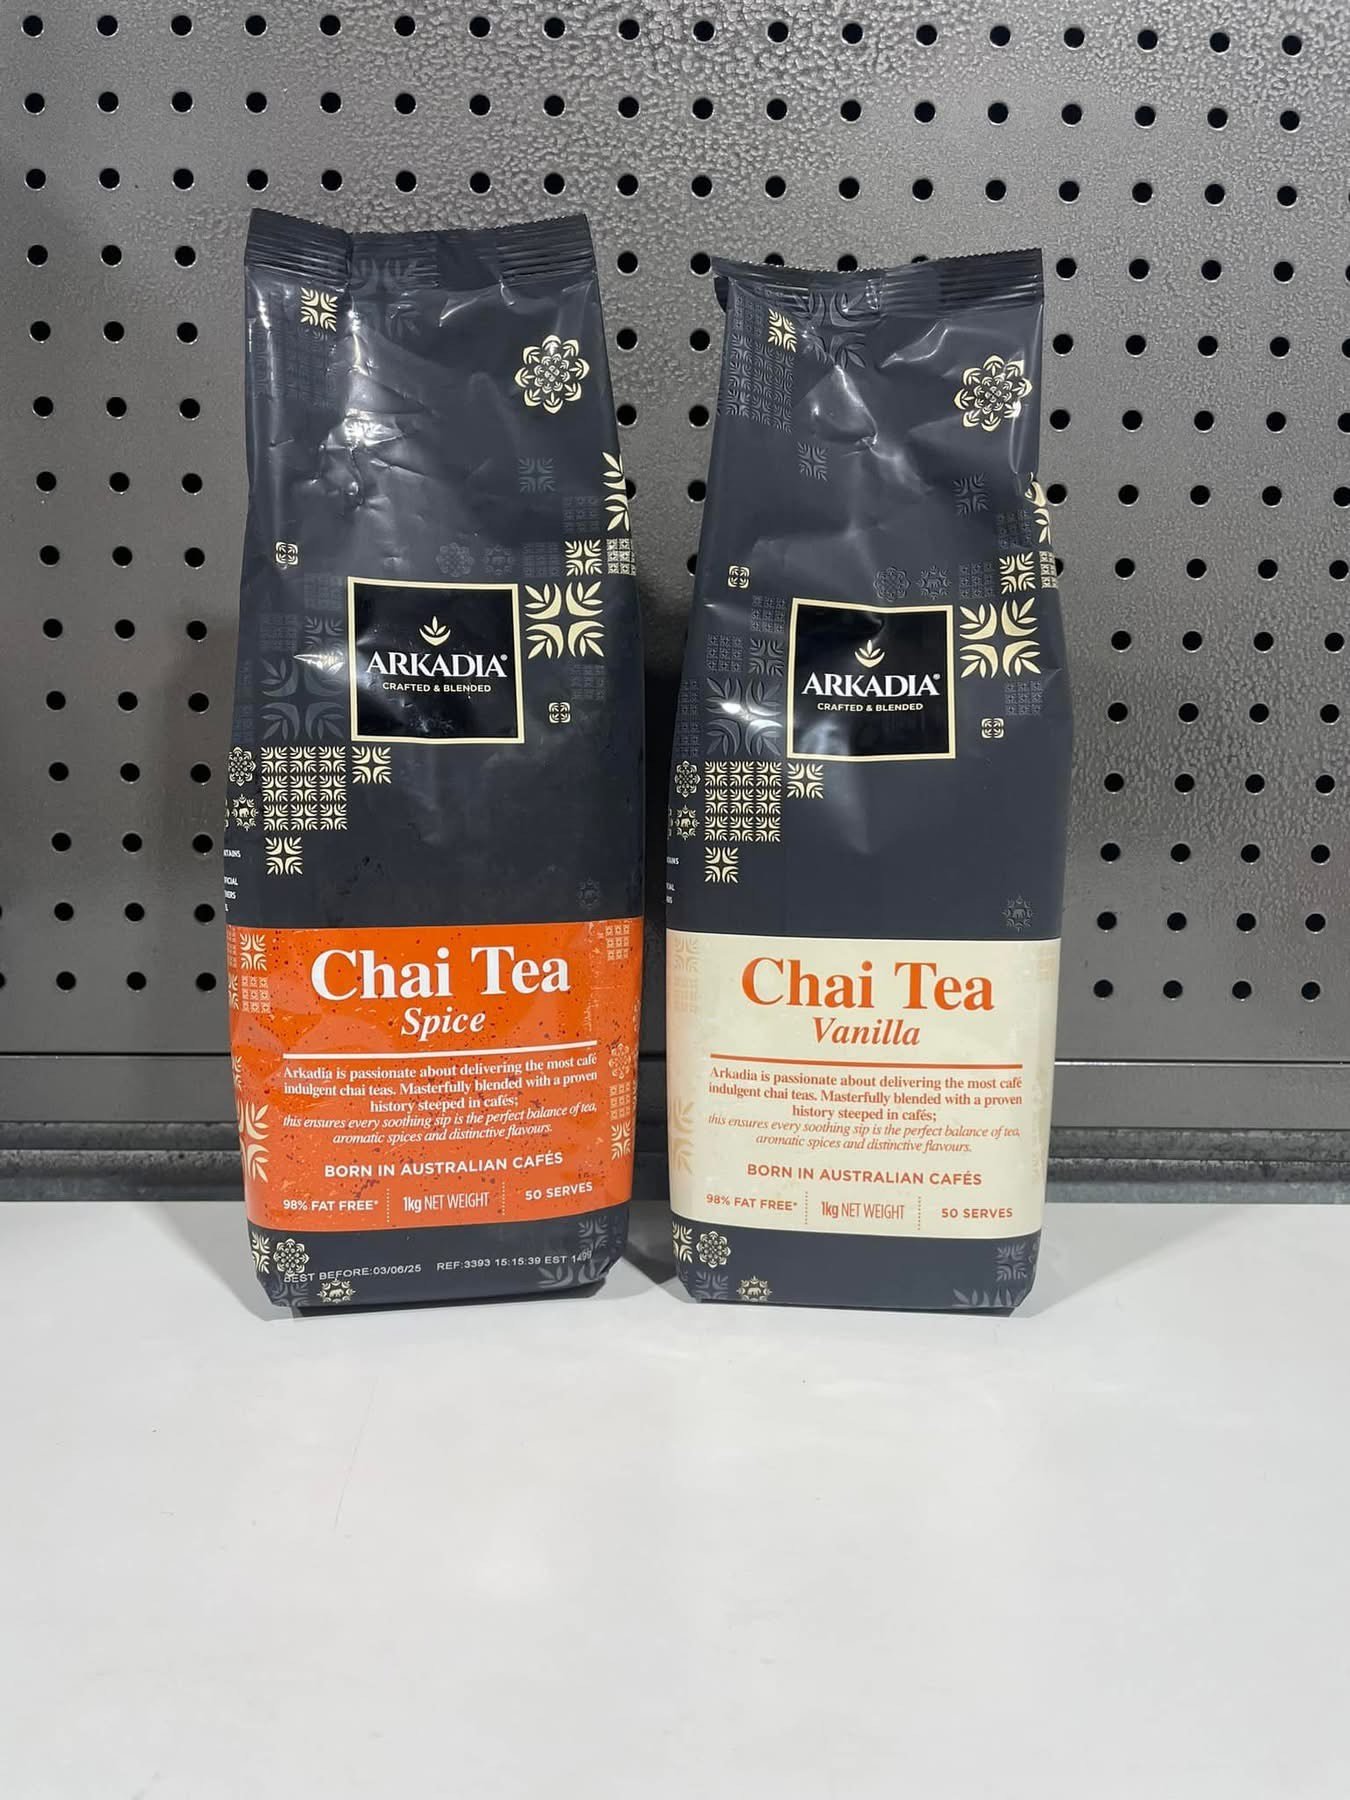 ARKADIA®
CRAFTED & BLENDED
Chai Tea
Spice
Arkadia is passionate about delivering the most café
indulgent chai teas. Masterfully blended with a proven
history steeped in cafés;
this ensures every soothing sip is the perfect balance of tea,
aromatic spices and distinctive flavours.
BORN IN AUSTRALIAN CAFÉS
98% FAT FREE*
1kg NET WEIGHT
50 SERVES
BEST BEFORE:03/06/25 REF:3393 15:15:39 EST 1499
ARKADIA®
CRAFTED & BLENDED
Chai Tea
Vanilla
Arkadia is passionate about delivering the most café
indulgent chai teas. Masterfully blended with a proven
history steeped in cafés;
this ensures every soothing sip is the perfect balance of tea,
aromatic spices and distinctive flavours.
BORN IN AUSTRALIAN CAFÉS
98% FAT FREE*
1kg NET WEIGHT
50 SERVES